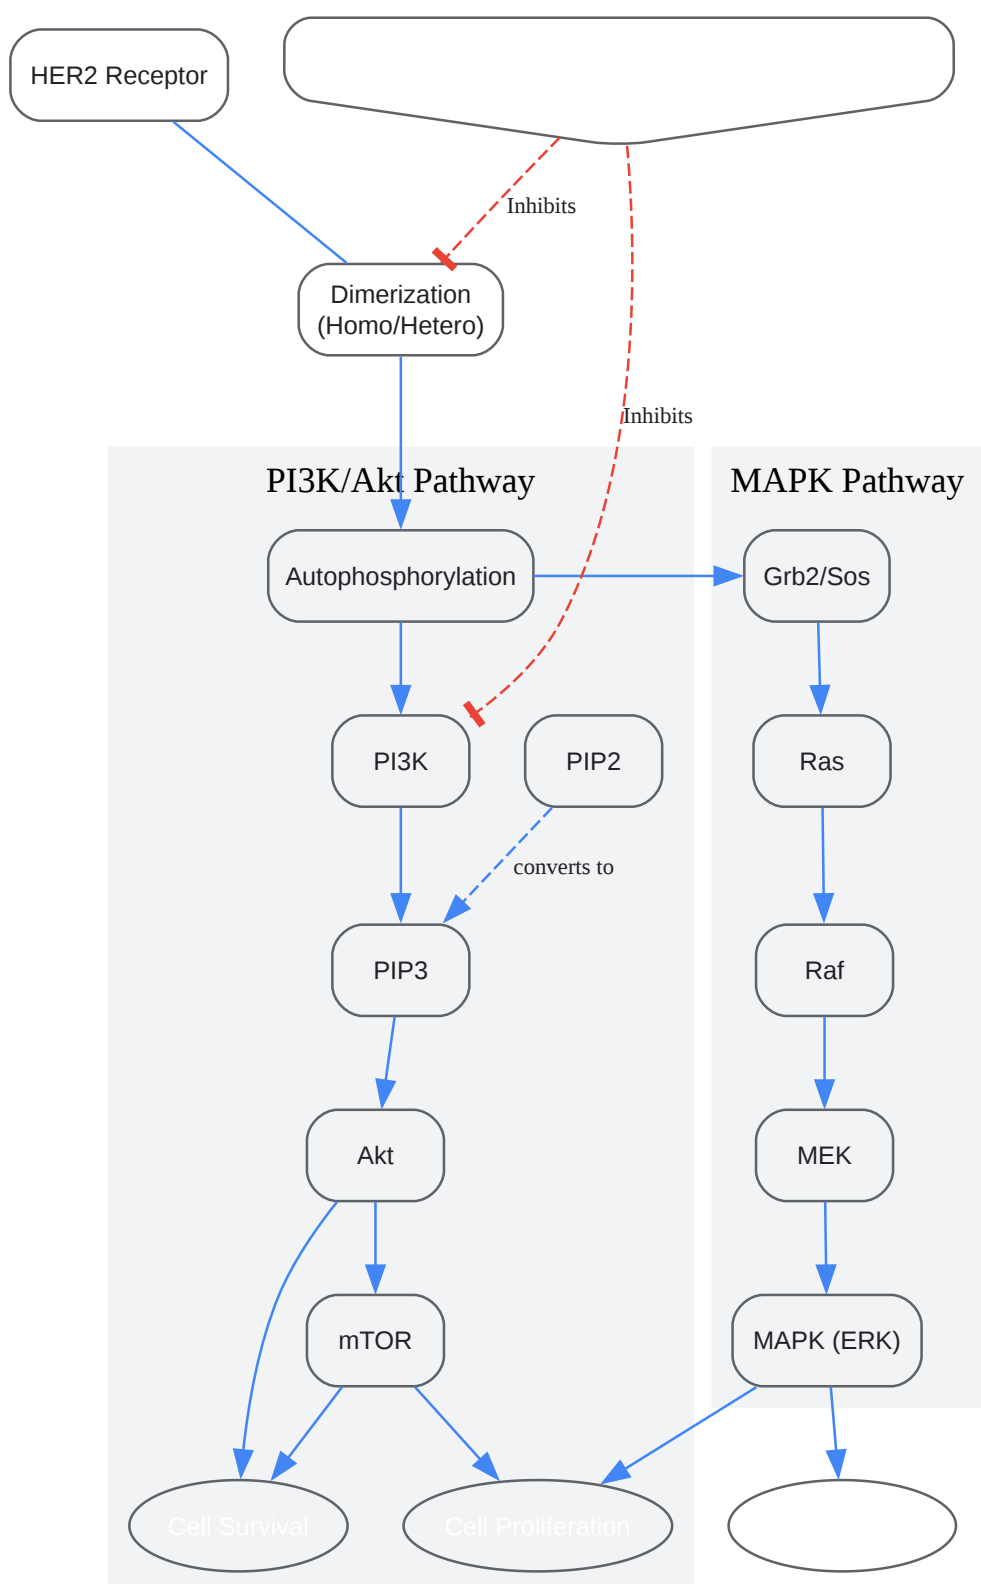 HER2 Receptor
Inhibits
Dimerization
(Homo/Hetero)
Inhibits
PI3K/Akt Pathway
MAPK Pathway
Autophosphorylation
Grb2/Sos
PI3K
PIP2
Ras
converts to
PIP3
Raf
Akt
MEK
mTOR
MAPK (ERK)
Cell Survival
Cell Proliferation